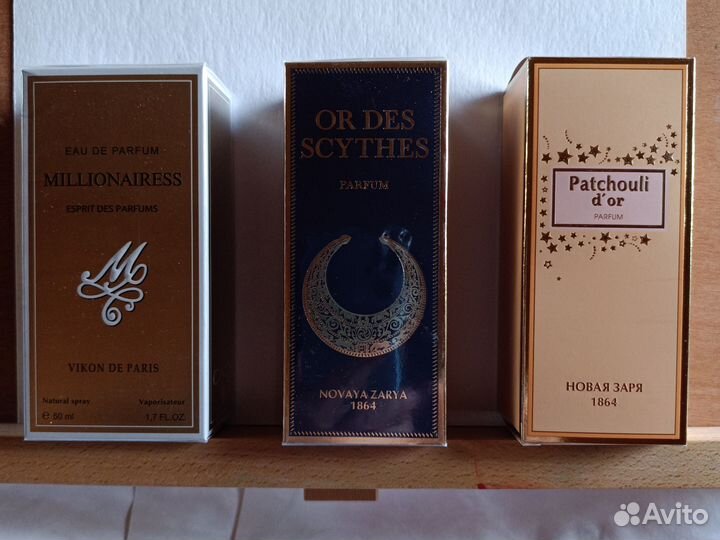 EAU DE PARFUM
MILLIONAIRESS
ESPRIT DES PARFUMS
M
VIKON DE PARIS
Natural spray Vaporisateur
e 50 ml 1,7 FL.OZ.
OR DES
SCYTHES
PARFUM
NOVAYA ZARYA
1864
Patchouli
d'or
PARFUM
НОВАЯ ЗАРЯ
1864
Avito